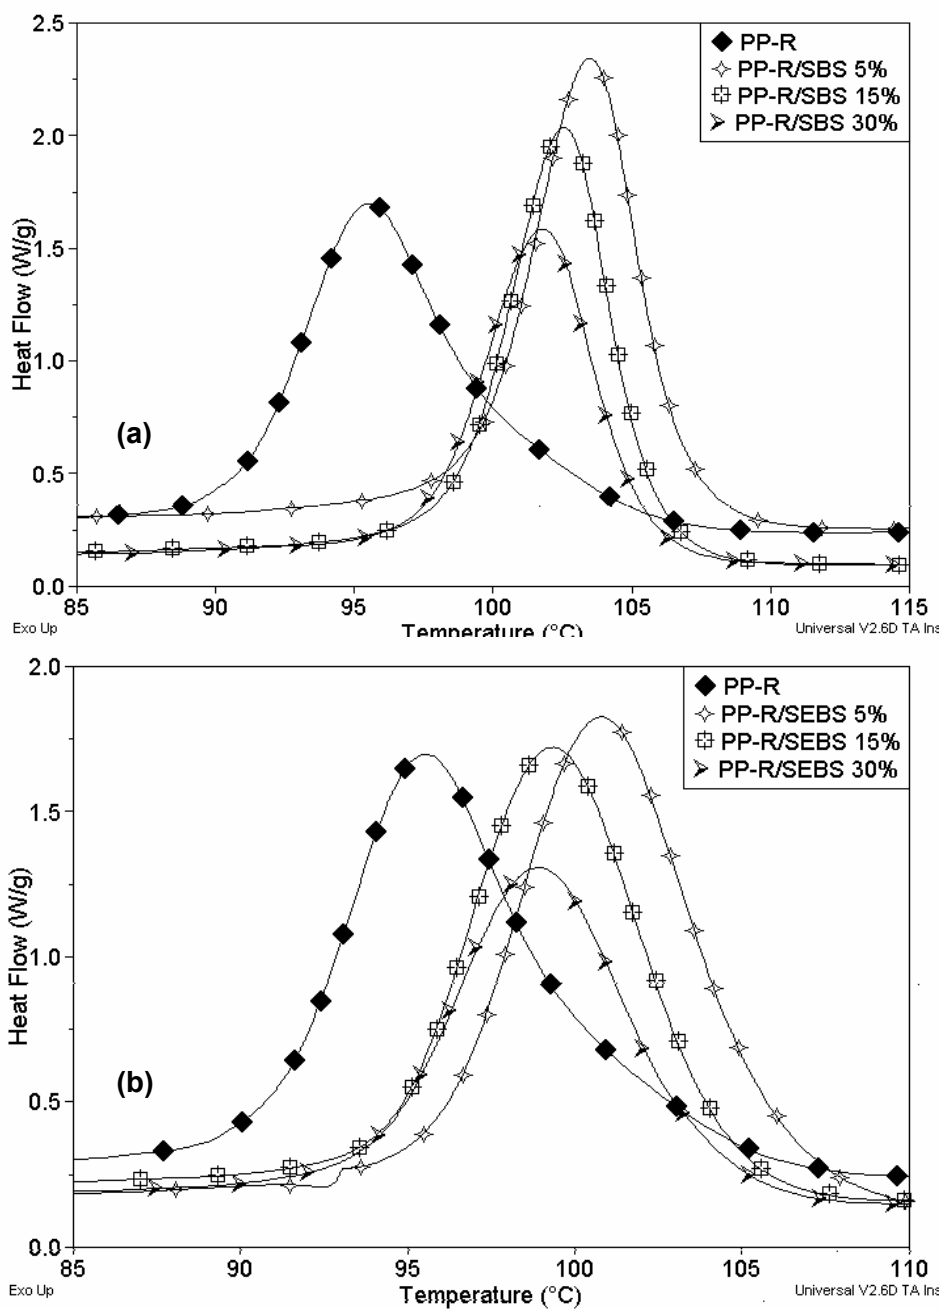 2.5
PP-R
PP-R/SBS 5%
PP-R/SBS 15%
PP-R/SBS 30%
2.0
1.5
Heat Flow (W/g)
1.0
(a)
0.5
0.0
85 90 95 100 105 110 115
Exo Up Temperature (°C) Universal V2.6D TA Ins
2.0
PP-R
PP-R/SEBS 5%
PP-R/SEBS 15%
PP-R/SEBS 30%
1.5
Heat Flow (W/g)
1.0
(b)
0.5
0.0
85 90 95 100 105 110
Exo Up Temperature (°C) Universal V2.6D TA Ins